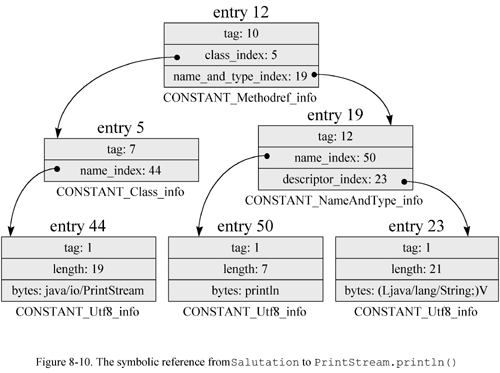 entry 12
tag: 10
class_index: 5
name_and_type_index: 19
CONSTANT_Methodref_info
entry 5
tag: 7
name_index: 44
CONSTANT_Class_info
entry 19
tag: 12
name_index: 50
descriptor_index: 23
CONSTANT_NameAndType_info
entry 44
tag: 1
length: 19
bytes: java/io/PrintStream
CONSTANT_Utf8_info
entry 50
tag: 1
length: 7
bytes: println
CONSTANT_Utf8_info
entry 23
tag: 1
length: 21
bytes: (Ljava/lang/String;)V
CONSTANT_Utf8_info
Figure 8-10. The symbolic reference from Salutation to PrintStream.println()